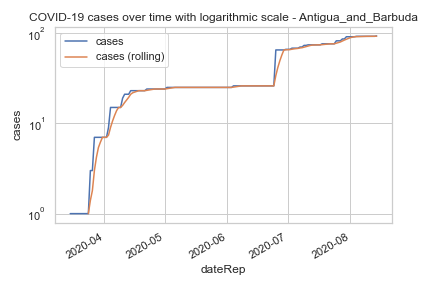 COVID-19 cases over time with logarithmic scale - Antigua_and_Barbuda
cases
cases (rolling)
10²
10¹
10⁰
cases
2020-04
2020-05
2020-06
2020-07
2020-08
dateRep